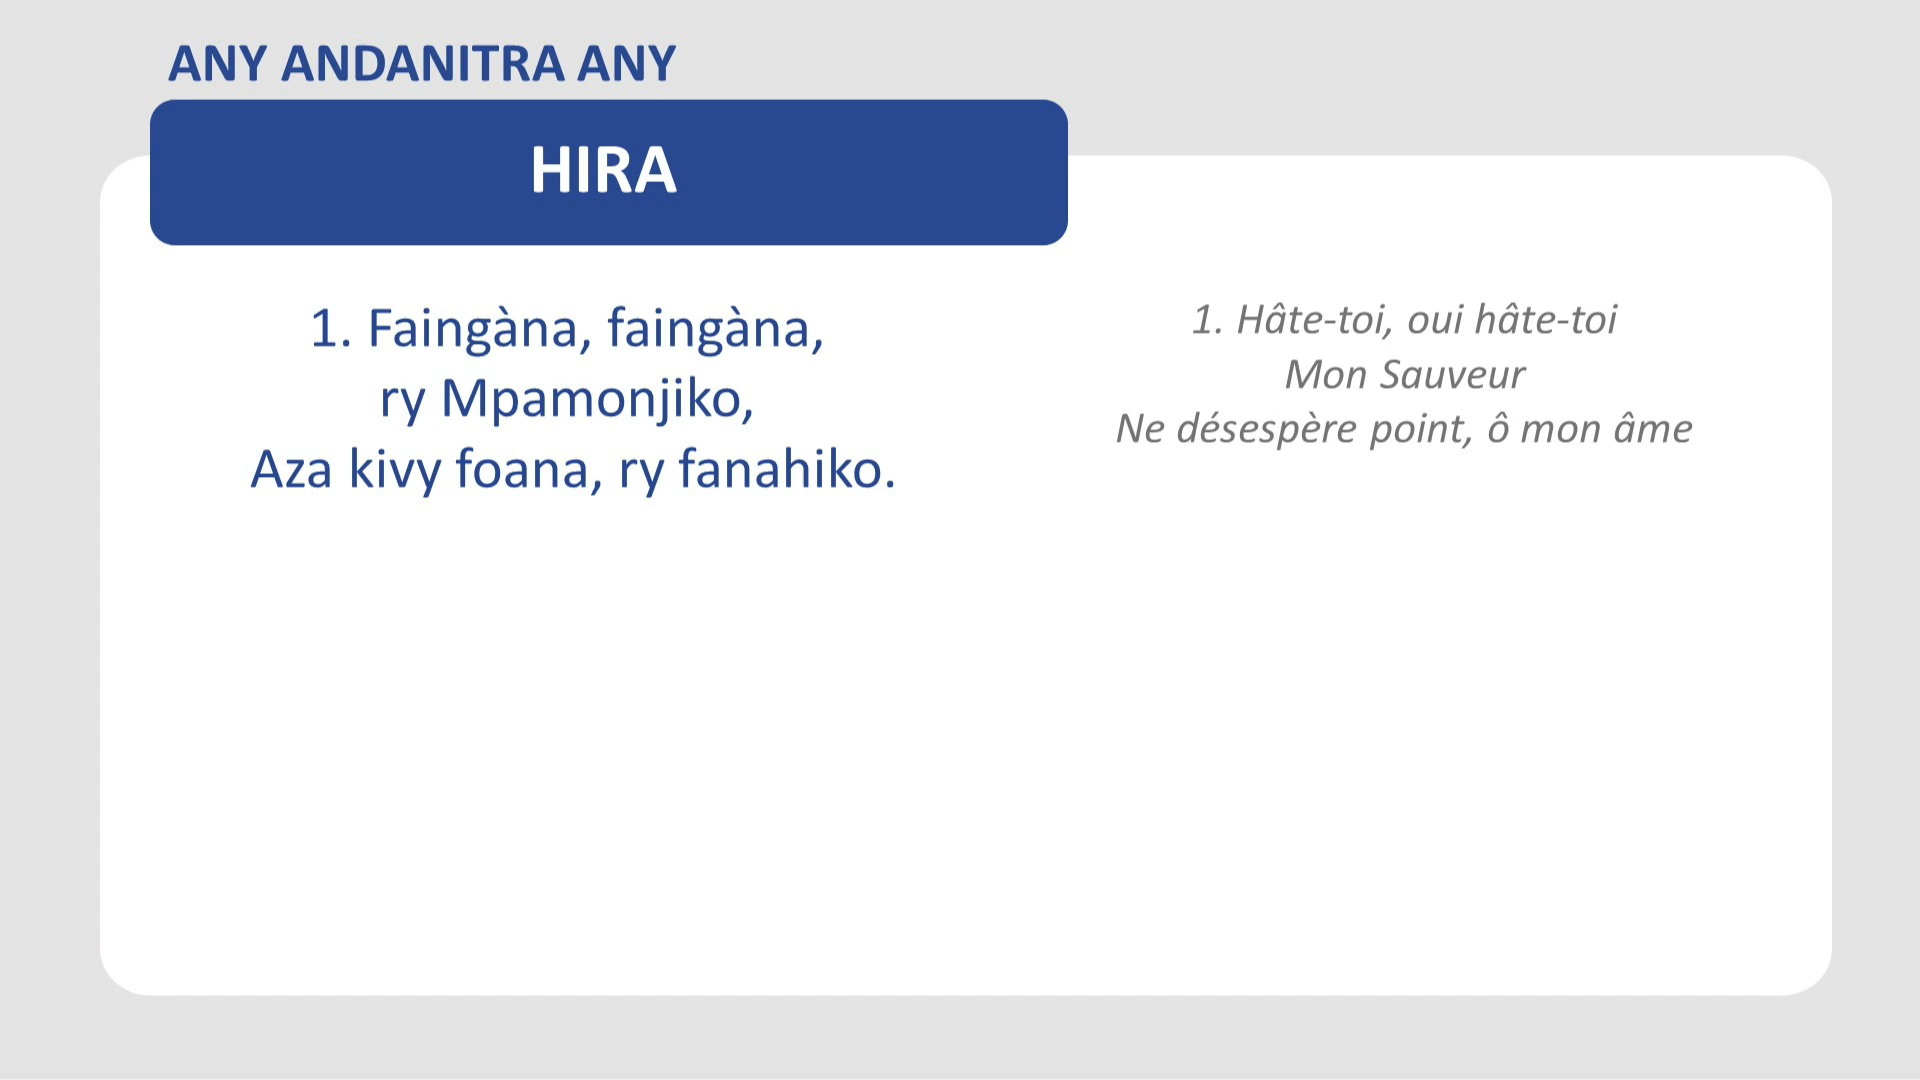 ANY ANDANITRA ANY
HIRA
1. Faingàna, faingàna,
ry Mpamonjiko,
Aza kivy foana, ry fanahiko.
1. Hâte-toi, oui hâte-toi
Mon Sauveur
Ne désespère point, ô mon âme